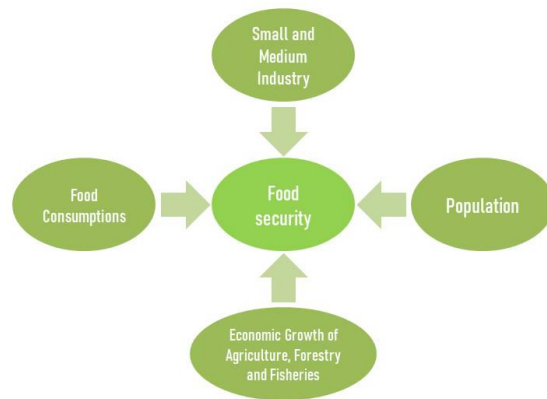 Small and
Medium
Industry
Food
Consumptions
Food
security
Population
Economic Growth of
Agriculture, Forestry
and Fisheries